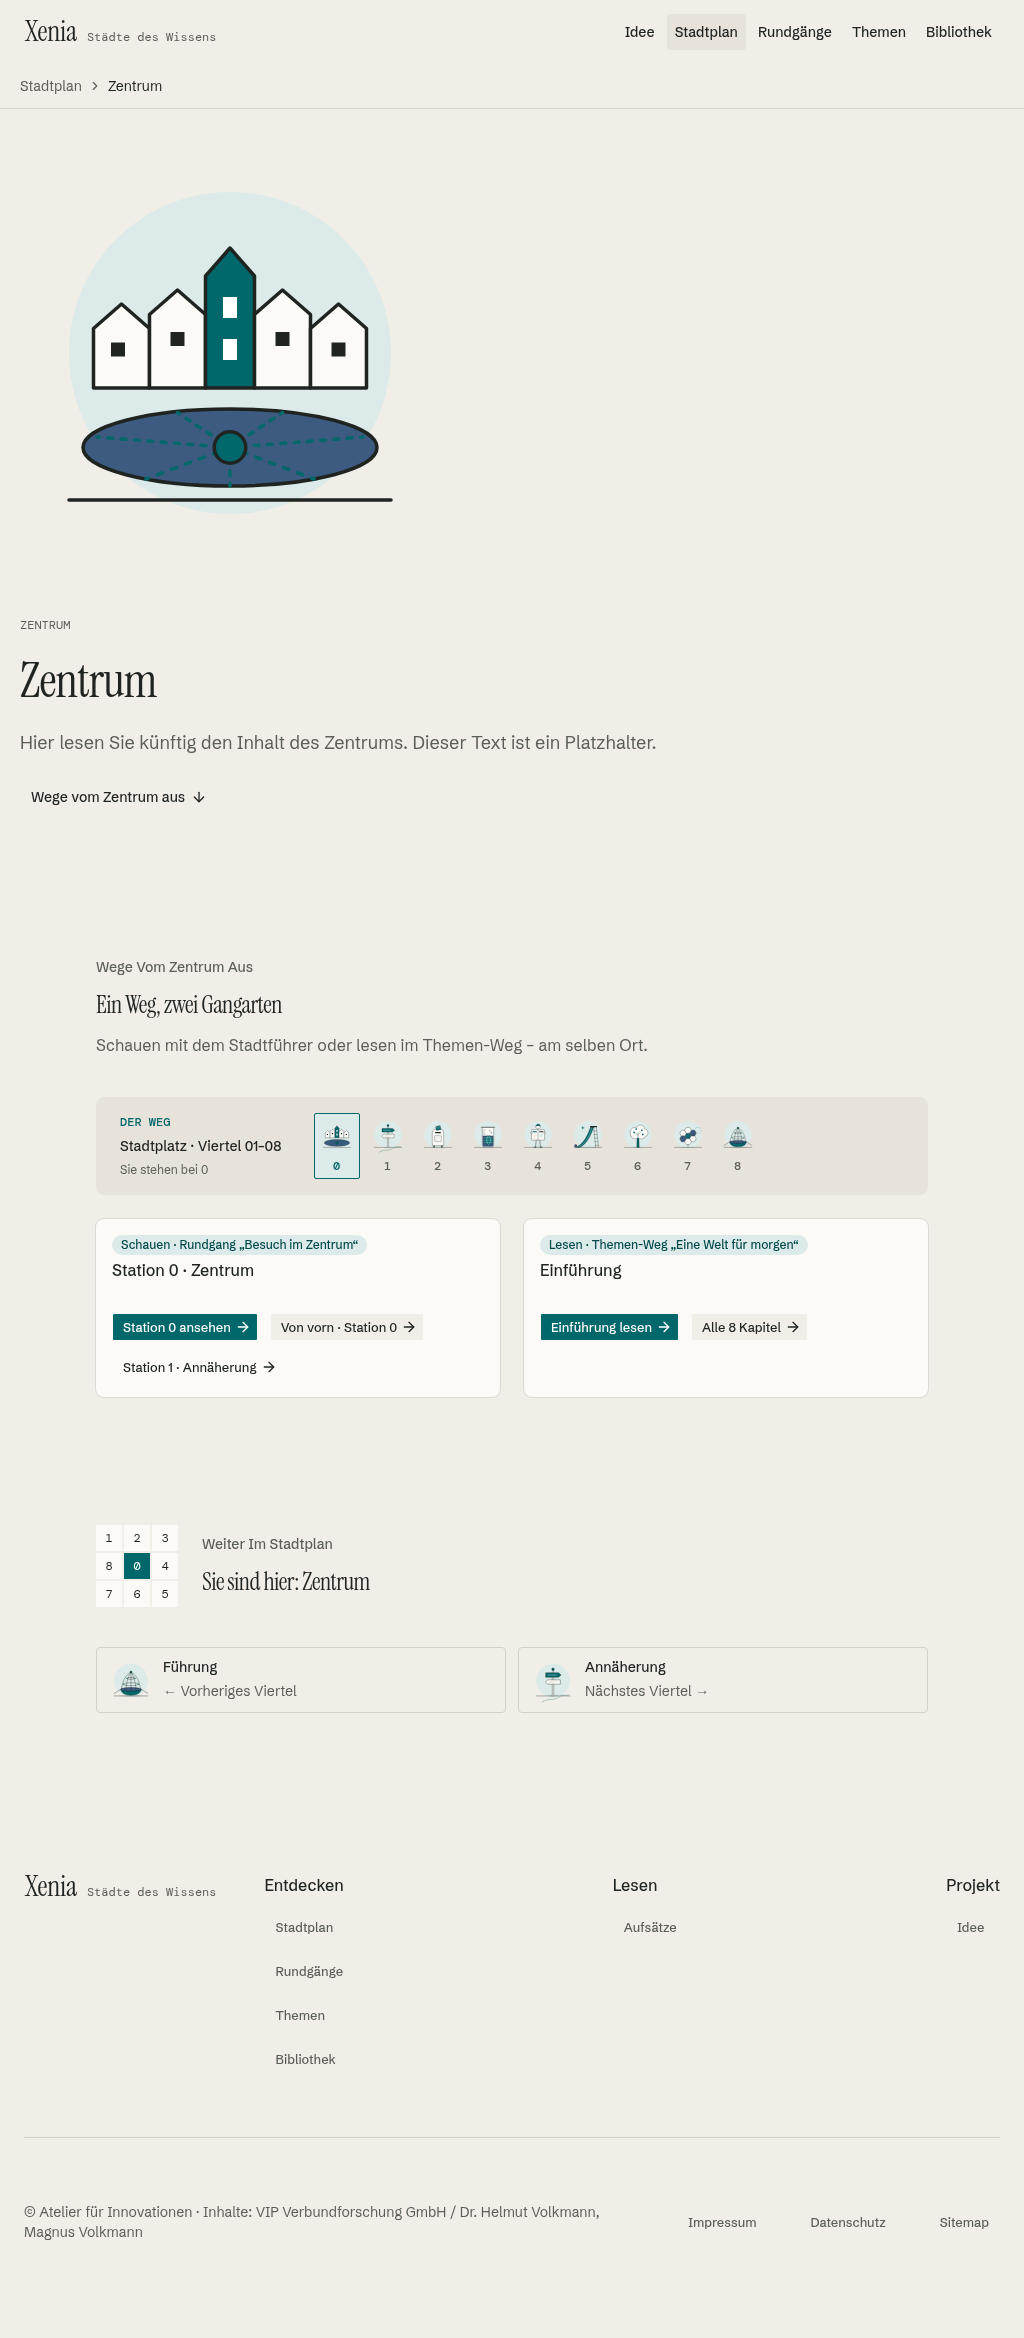 Xenia Städte des Wissens
Idee Stadtplan Rundgänge Themen Bibliothek
Stadtplan > Zentrum
ZENTRUM
Zentrum
Hier lesen Sie künftig den Inhalt des Zentrums. Dieser Text ist ein Platzhalter.
Wege vom Zentrum aus ↓
Wege Vom Zentrum Aus
Ein Weg, zwei Gangarten
Schauen mit dem Stadtführer oder lesen im Themen-Weg – am selben Ort.
DER WEG
Stadtplatz · Viertel 01–08
Sie stehen bei 0
0 1 2 3 4 5 6 7 8
Schauen · Rundgang „Besuch im Zentrum“
Station 0 · Zentrum
Station 0 ansehen → Von vorn · Station 0 →
Station 1 · Annäherung →
Lesen · Themen-Weg „Eine Welt für morgen“
Einführung
Einführung lesen → Alle 8 Kapitel →
1 2 3
8 0 4
7 6 5
Weiter Im Stadtplan
Sie sind hier: Zentrum
Führung
← Vorheriges Viertel
Annäherung
Nächstes Viertel →
Xenia Städte des Wissens
Entdecken
Stadtplan
Rundgänge
Themen
Bibliothek
Lesen
Aufsätze
Projekt
Idee
© Atelier für Innovationen · Inhalte: VIP Verbundforschung GmbH / Dr. Helmut Volkmann,
Magnus Volkmann
Impressum Datenschutz Sitemap